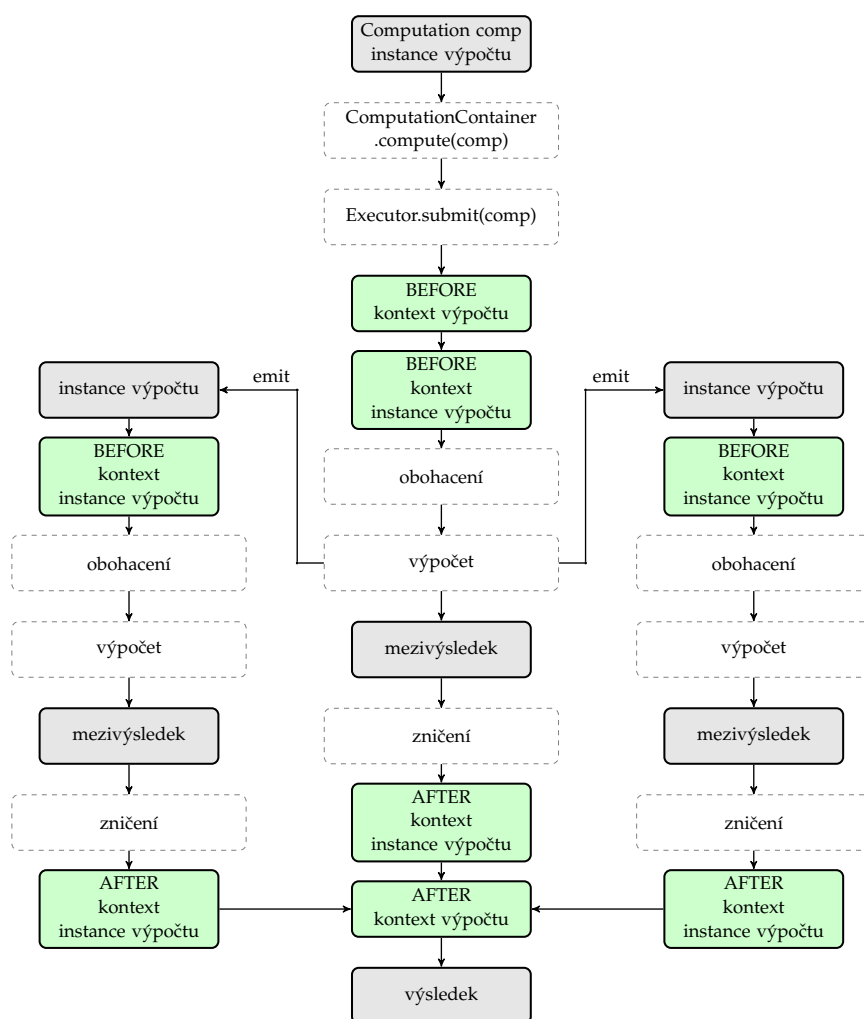 Computation comp
instance výpočtu
ComputationContainer
.compute(comp)
Executor.submit(comp)
BEFORE
kontext výpočtu
BEFORE
kontext
instance výpočtu
emit
emit
instance výpočtu
instance výpočtu
BEFORE
kontext
instance výpočtu
obohacení
BEFORE
kontext
instance výpočtu
obohacení
výpočet
obohacení
výpočet
mezivýsledek
výpočet
mezivýsledek
zničení
mezivýsledek
zničení
AFTER
kontext
instance výpočtu
zničení
AFTER
kontext
instance výpočtu
AFTER
kontext výpočtu
AFTER
kontext
instance výpočtu
výsledek